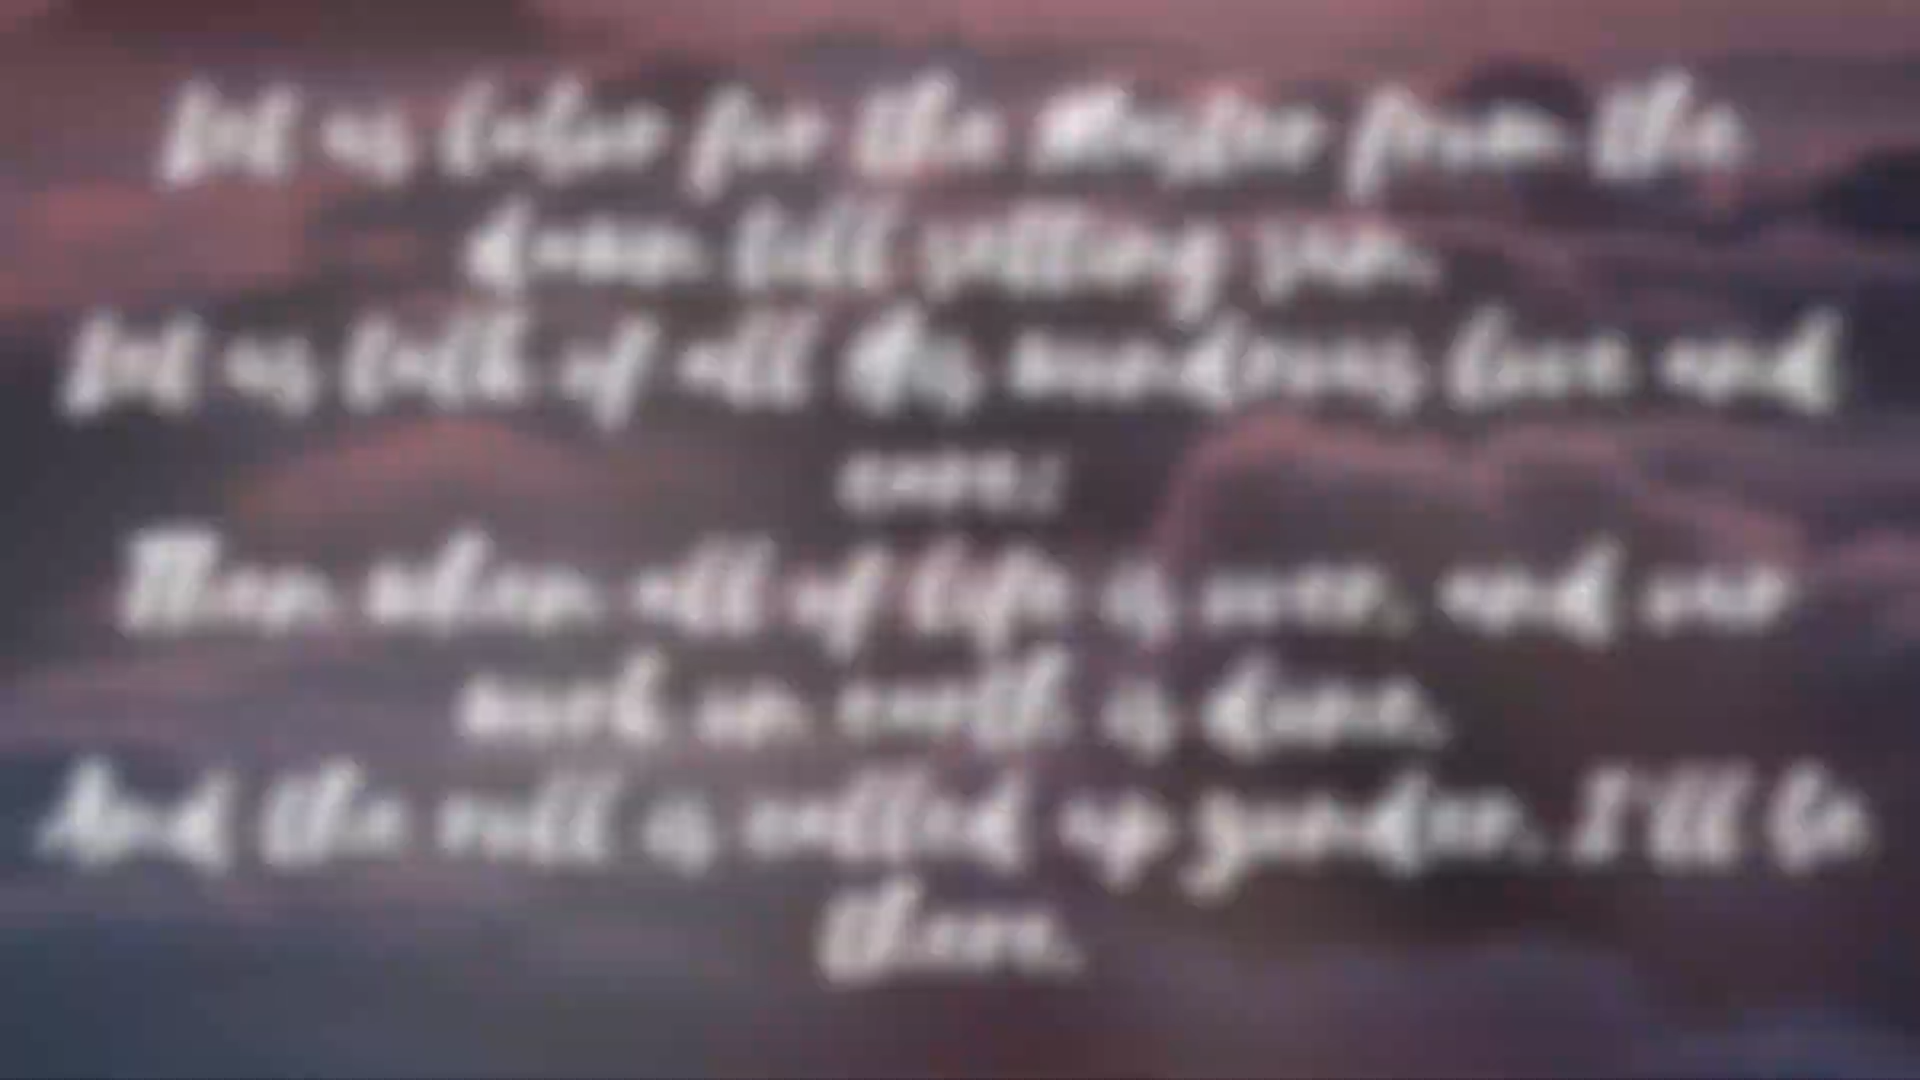 Let us labor for the Master from the
dawn till setting sun,
Let us talk of all His wondrous love and
care;
Then when all of life is over, and our
work on earth is done,
And the roll is called up yonder, I'll be
there.